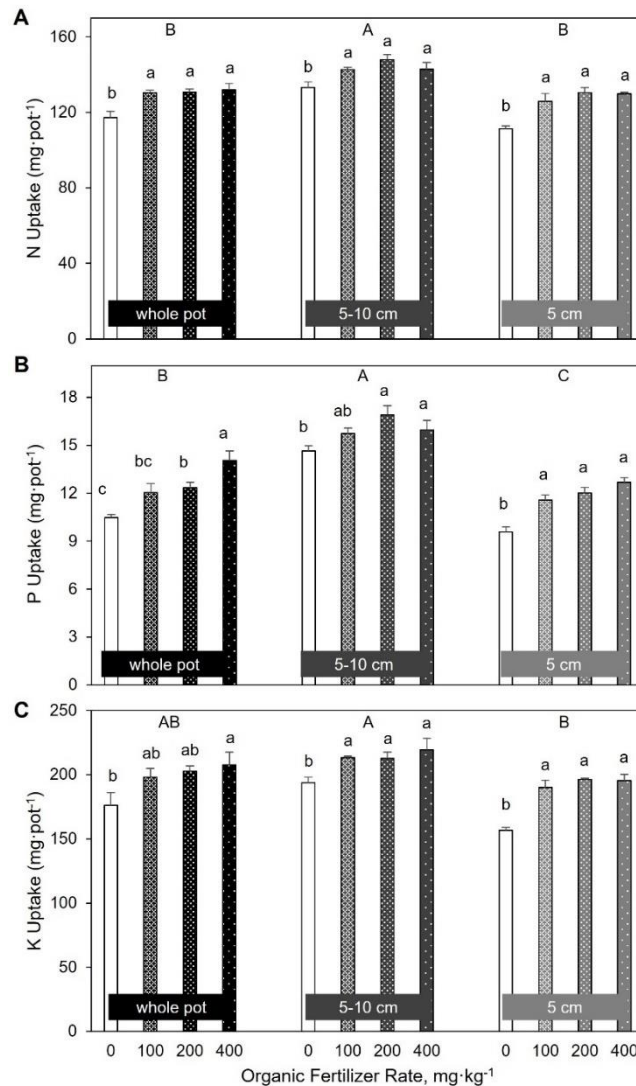 A
B A B
160
b a a a b a a a b a a a
120
80
40
0
N Uptake (mg·pot⁻¹)
whole pot 5-10 cm 5 cm
B
B A C
18
c bc b a b ab a a b a a a
15
12
9
6
3
0
P Uptake (mg·pot⁻¹)
whole pot 5-10 cm 5 cm
C
250
AB A B
b ab ab a b a a a b a a a
200
150
100
50
0
K Uptake (mg·pot⁻¹)
whole pot 5-10 cm 5 cm
0 100 200 400 0 100 200 400 0 100 200 400
Organic Fertilizer Rate, mg·kg⁻¹